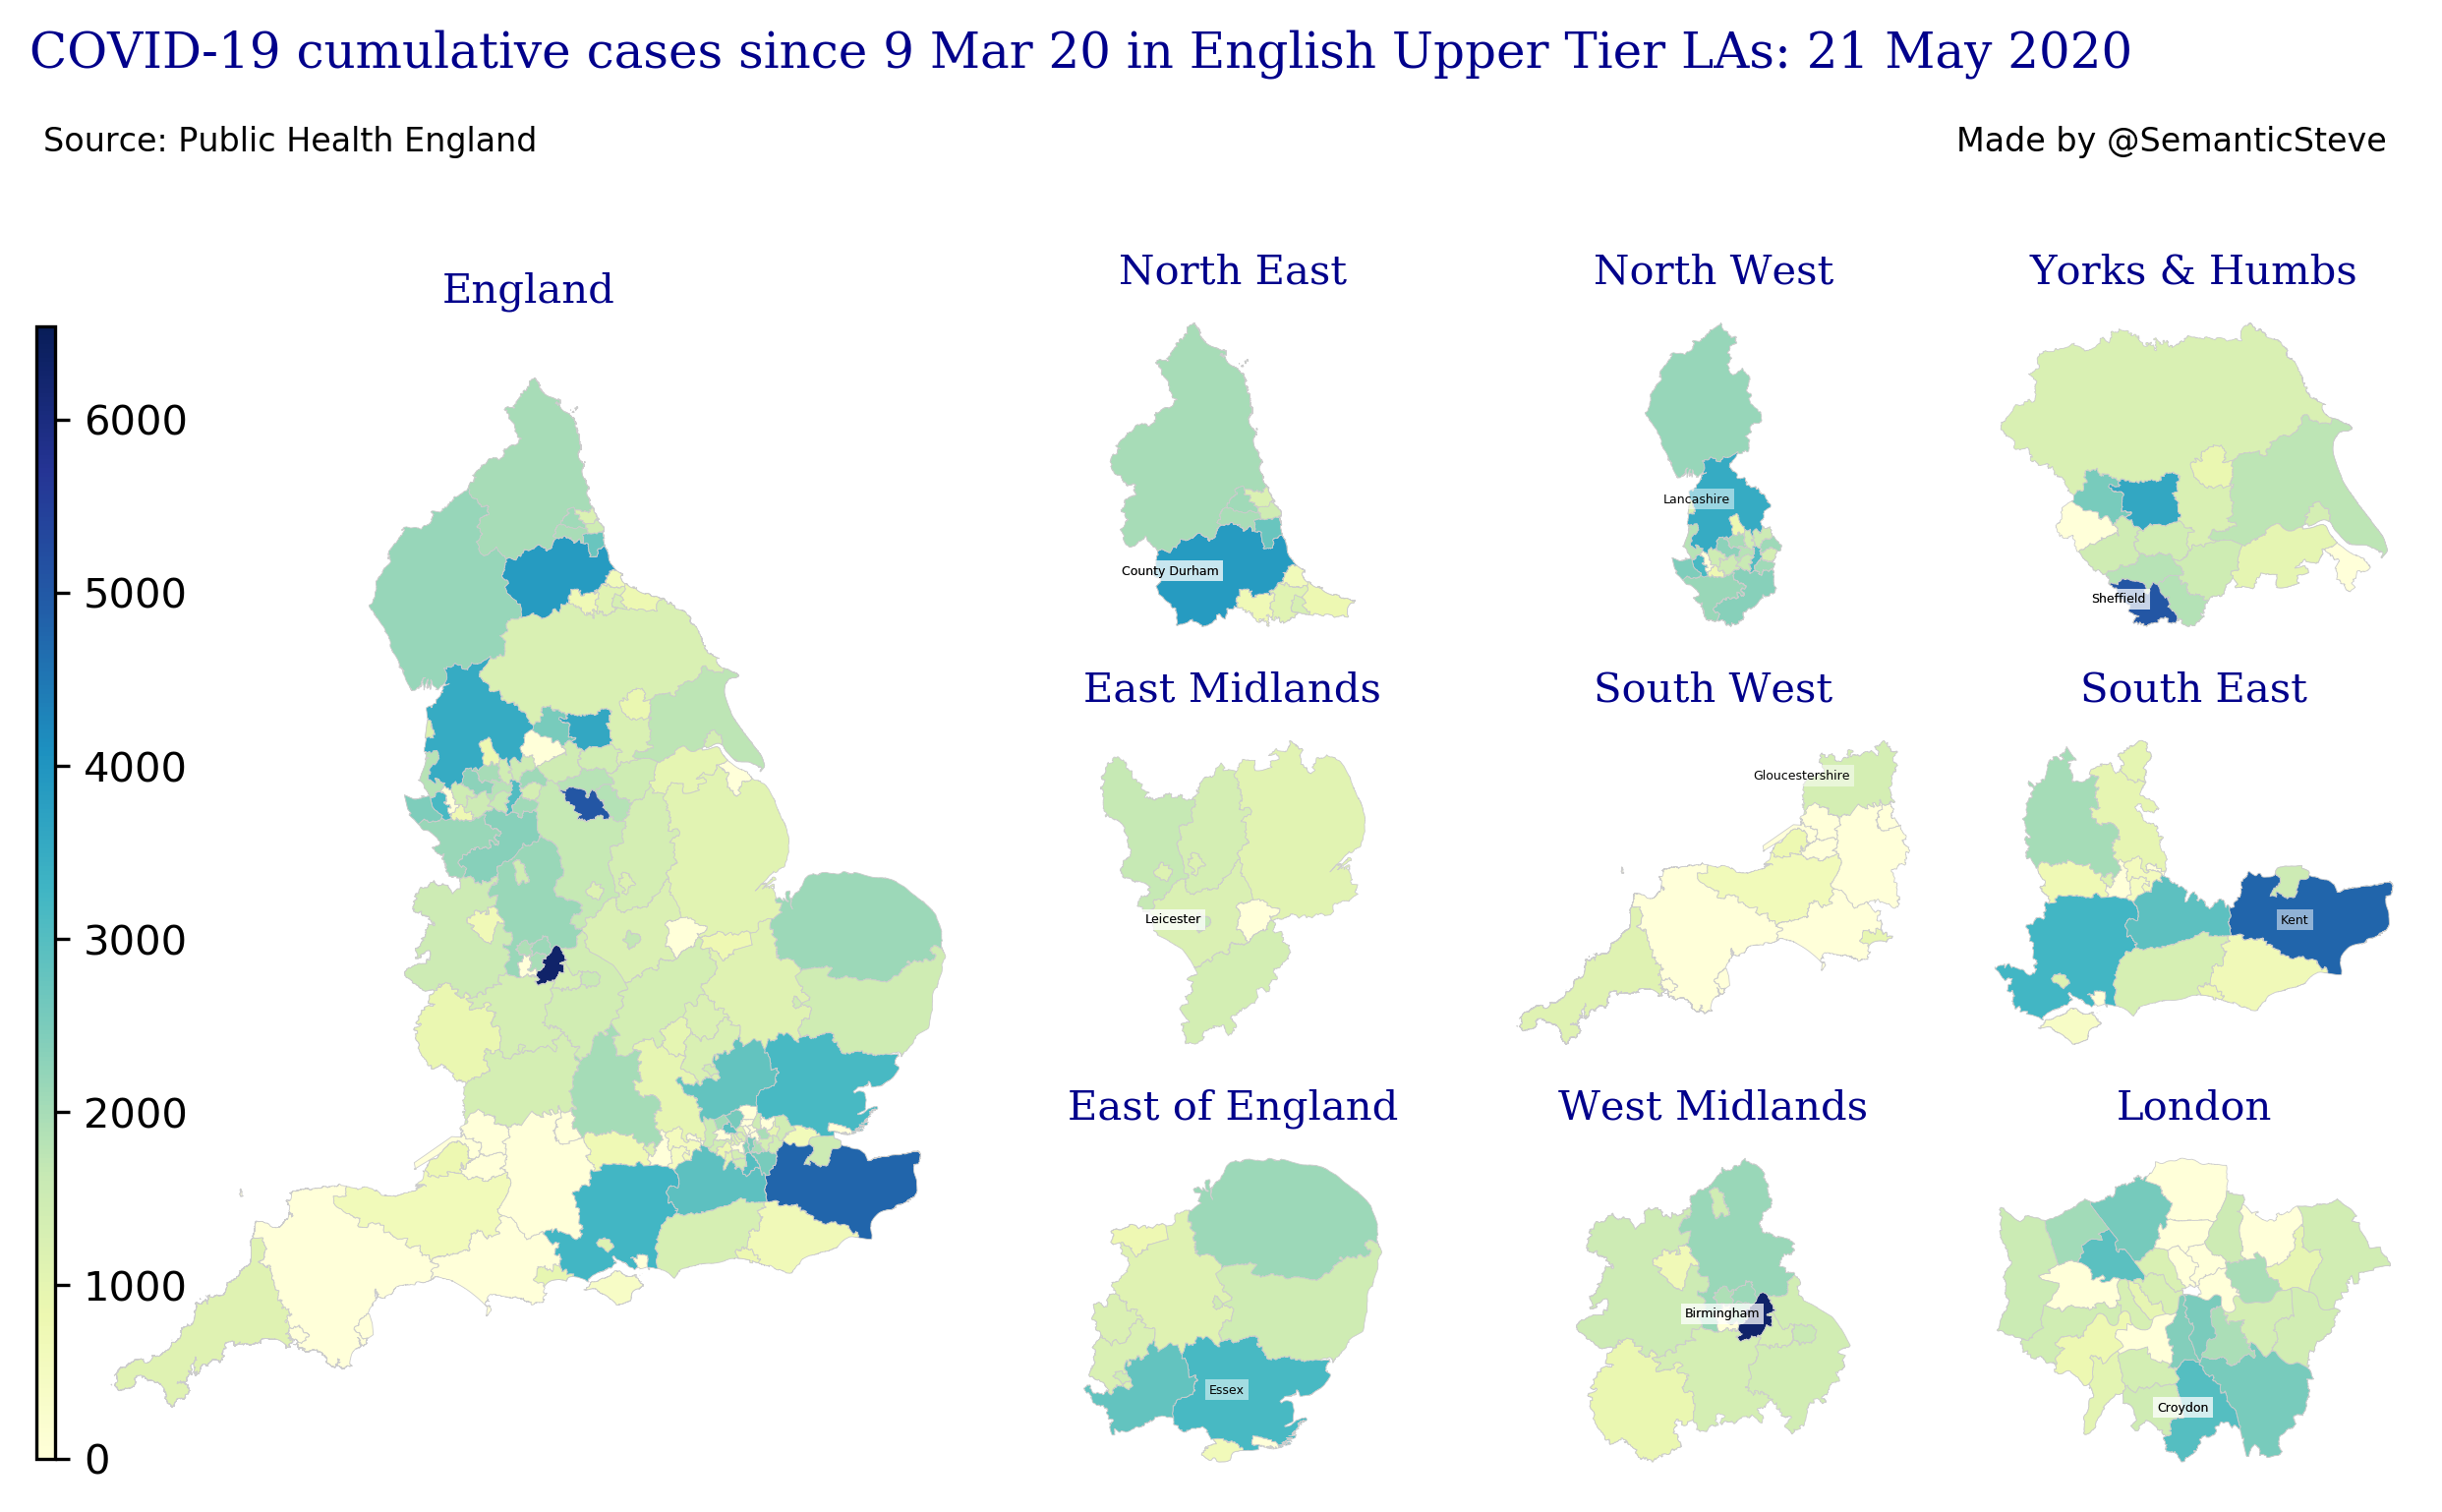 COVID-19 cumulative cases since 9 Mar 20 in English Upper Tier LAs: 21 May 2020
Source: Public Health England
Made by @SemanticSteve
England
North East
North West
Yorks & Humbs
6000
5000
4000
3000
2000
1000
0
County Durham
Lancashire
Sheffield
East Midlands
South West
South East
Leicester
Gloucestershire
Kent
East of England
West Midlands
London
Essex
Birmingham
Croydon